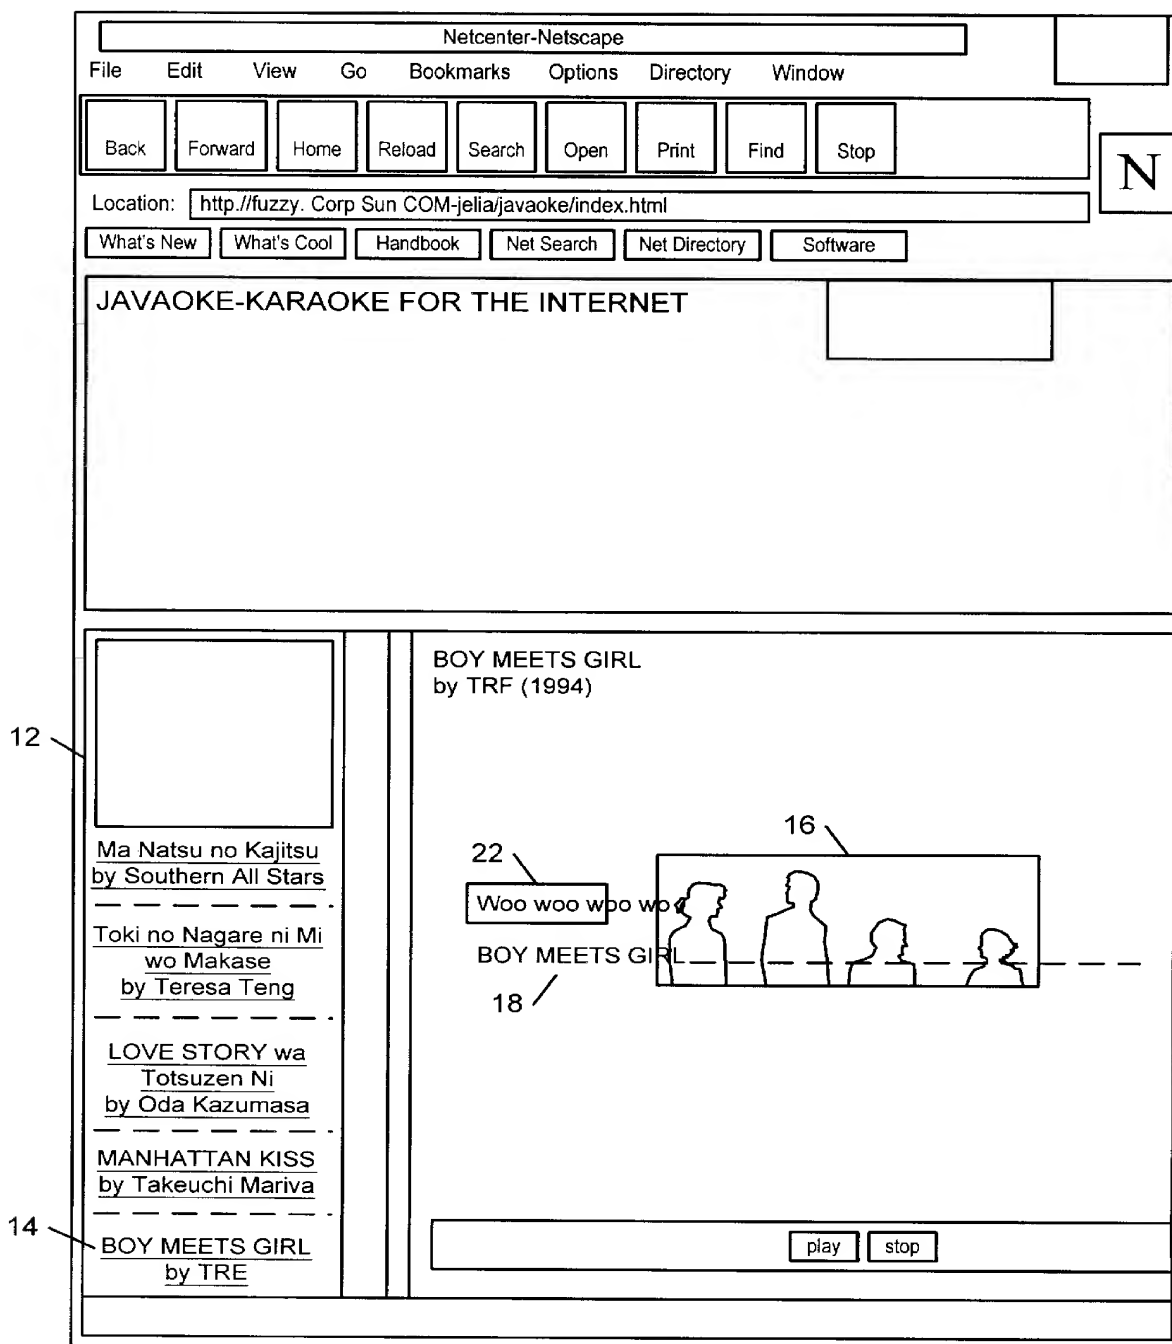 Netcenter-Netscape
File Edit View Go Bookmarks Options Directory Window
Back Forward Home Reload Search Open Print Find Stop
N
Location: http.//fuzzy. Corp Sun COM-jelia/javaoke/index.html
What's New What's Cool Handbook Net Search Net Directory Software
JAVAOKE-KARAOKE FOR THE INTERNET
12
Ma Natsu no Kajitsu
by Southern All Stars
Toki no Nagare ni Mi
wo Makase
by Teresa Teng
LOVE STORY wa
Totsuzen Ni
by Oda Kazumasa
MANHATTAN KISS
by Takeuchi Mariva
14
BOY MEETS GIRL
by TRE
BOY MEETS GIRL
by TRF (1994)
16
22
Woo woo woo wo
BOY MEETS GIRL
18
play stop